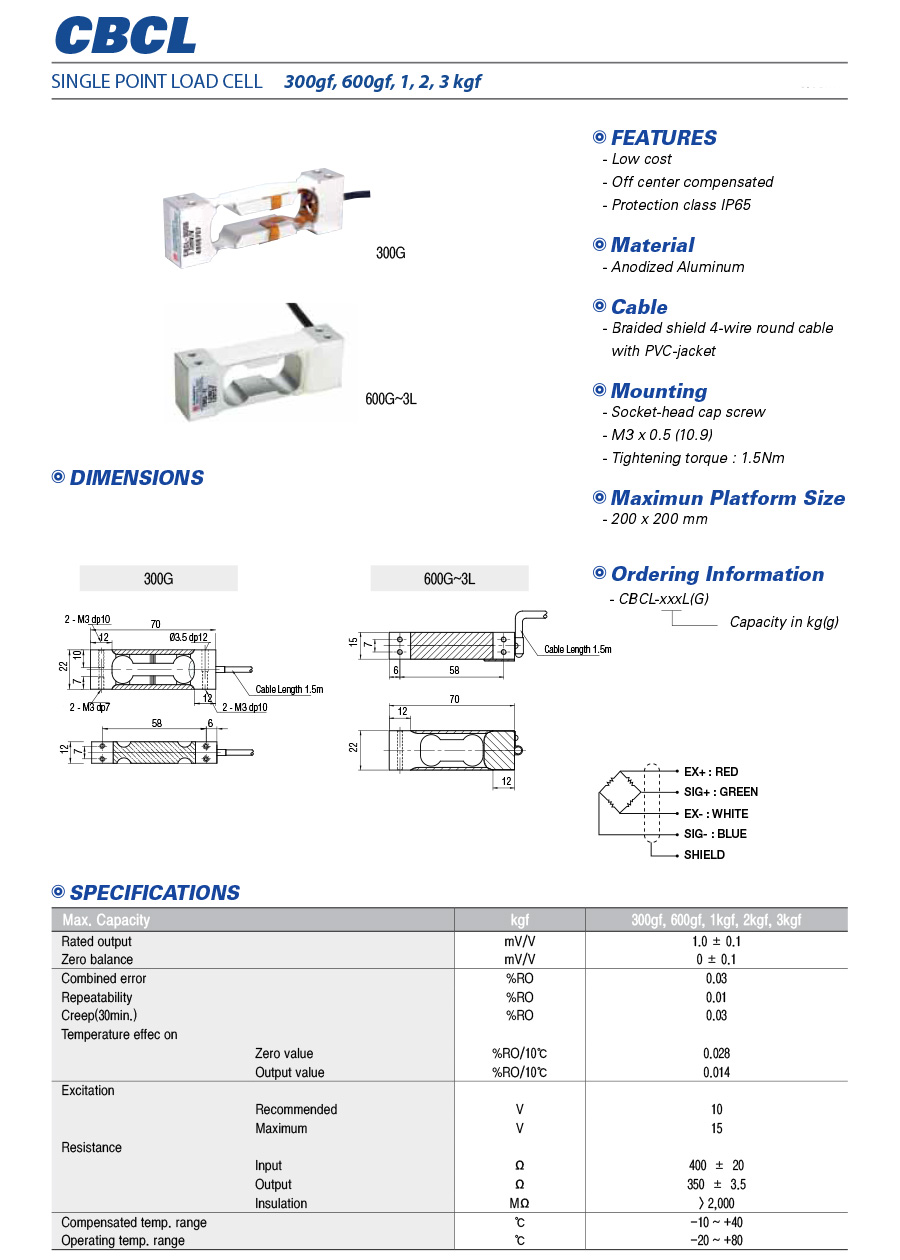 CBCL
SINGLE POINT LOAD CELL 300gf, 600gf, 1, 2, 3 kgf
300G
600G~3L
FEATURES
- Low cost
- Off center compensated
- Protection class IP65
Material
- Anodized Aluminum
Cable
- Braided shield 4-wire round cable
with PVC-jacket
Mounting
- Socket-head cap screw
- M3 x 0.5 (10.9)
- Tightening torque : 1.5Nm
Maximun Platform Size
- 200 x 200 mm
Ordering Information
- CBCL-xxxL(G)
Capacity in kg(g)
DIMENSIONS
300G
2 - M3 dp10
70
12
Ø3.5 dp12
22
10
7
Cable Length 1.5m
12
2 - M3 dp7
2 - M3 dp10
58
6
12
7
600G~3L
15
7
Cable Length 1.5m
6
58
70
12
22
12
EX+ : RED
SIG+ : GREEN
EX- : WHITE
SIG- : BLUE
SHIELD
SPECIFICATIONS
Max. Capacity kgf 300gf, 600gf, 1kgf, 2kgf, 3kgf
Rated output mV/V 1.0 ± 0.1
Zero balance mV/V 0 ± 0.1
Combined error %RO 0.03
Repeatability %RO 0.01
Creep(30min.) %RO 0.03
Temperature effec on
Zero value %RO/10℃ 0.028
Output value %RO/10℃ 0.014
Excitation
Recommended V 10
Maximum V 15
Resistance
Input Ω 400 ± 20
Output Ω 350 ± 3.5
Insulation MΩ > 2,000
Compensated temp. range ℃ -10 ~ +40
Operating temp. range ℃ -20 ~ +80